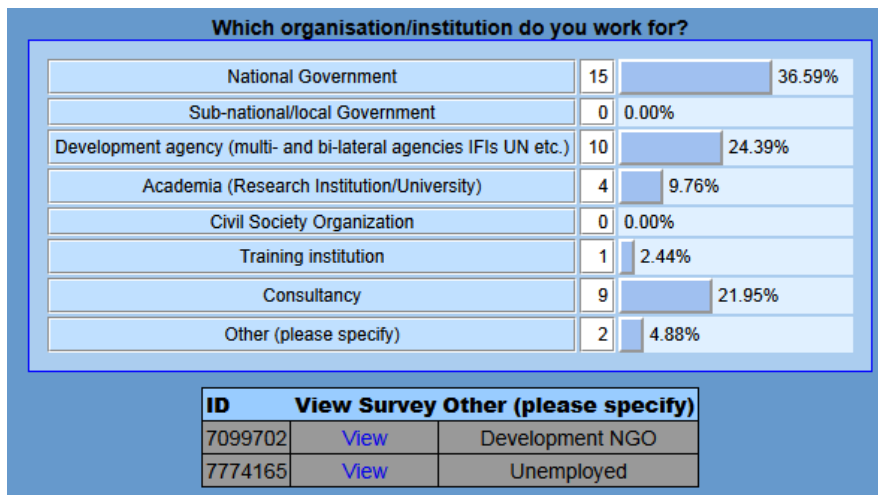 Which organisation/institution do you work for?
National Government 15 36.59%
Sub-national/local Government 0 0.00%
Development agency (multi- and bi-lateral agencies IFIs UN etc.) 10 24.39%
Academia (Research Institution/University) 4 9.76%
Civil Society Organization 0 0.00%
Training institution 1 2.44%
Consultancy 9 21.95%
Other (please specify) 2 4.88%
ID View Survey Other (please specify)
7099702 View Development NGO
7774165 View Unemployed